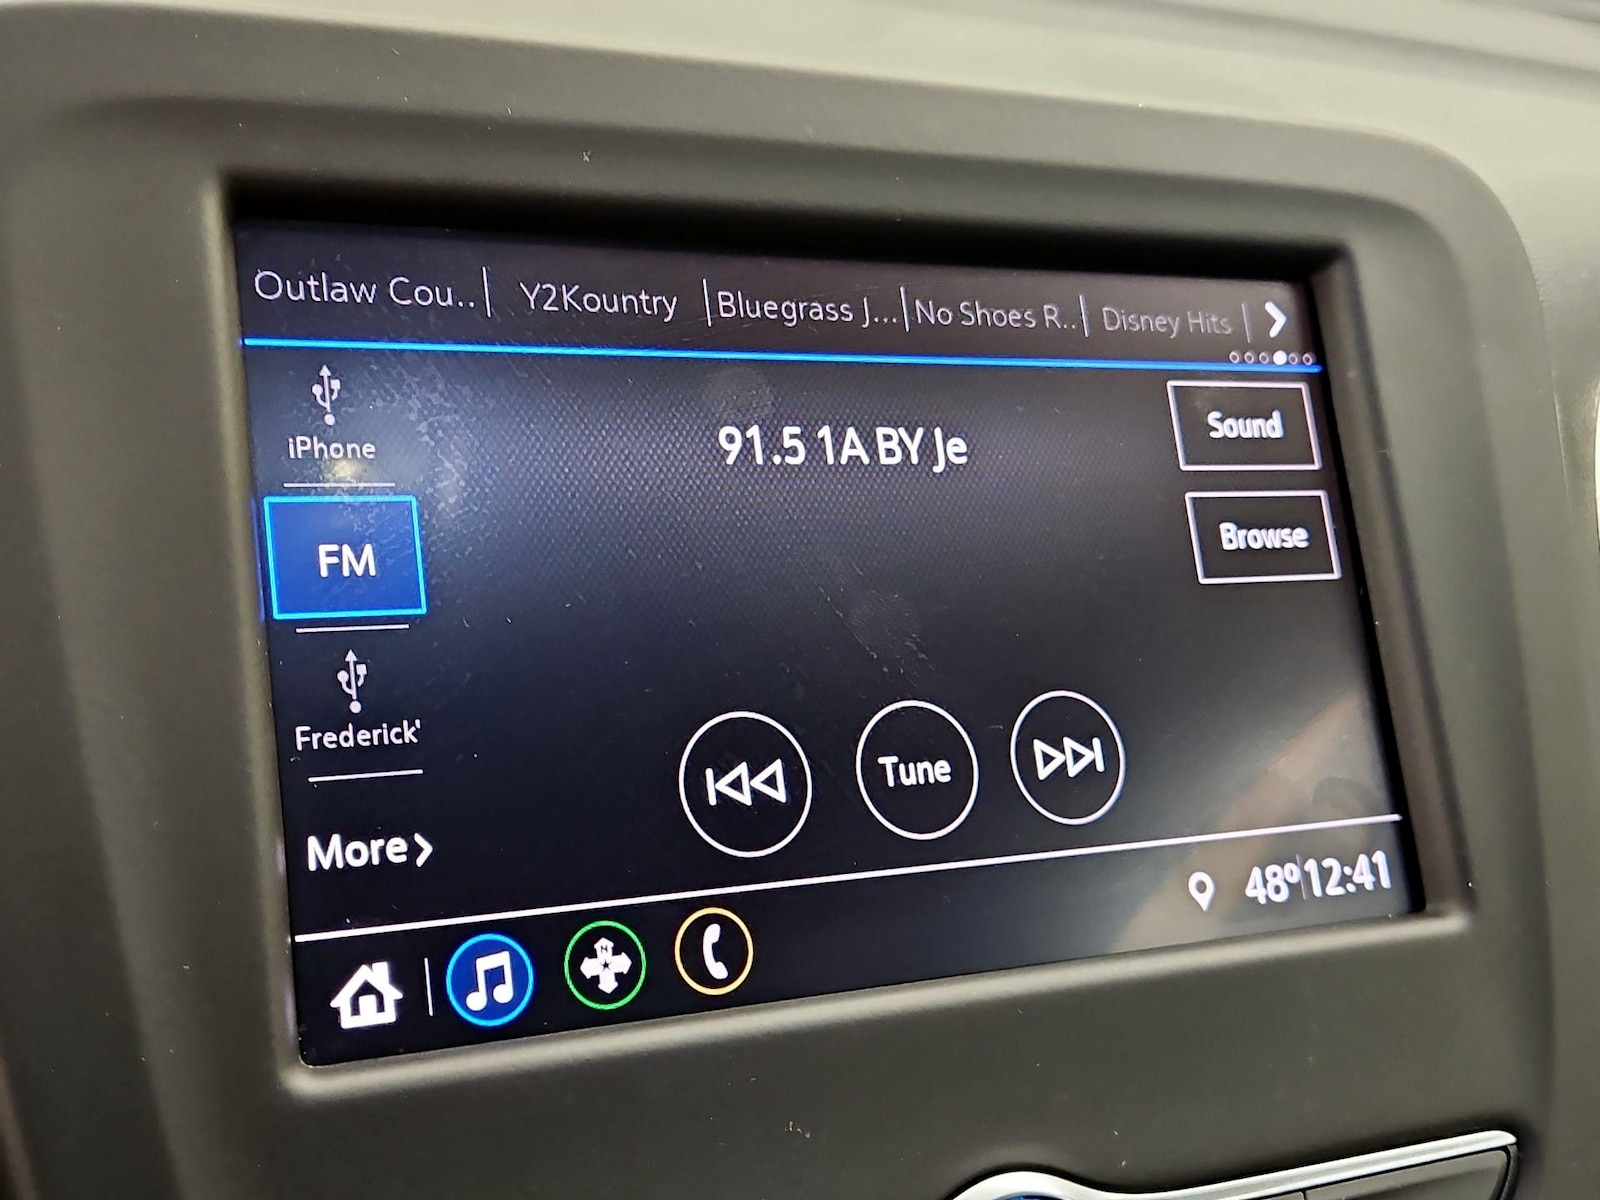 Outlaw Cou.. Y2Kountry Bluegrass J... No Shoes R.. Disney Hits
iPhone
91.5 1A BY Je
Sound
FM
Browse
Frederick'
Tune
More
48° 12:41
N